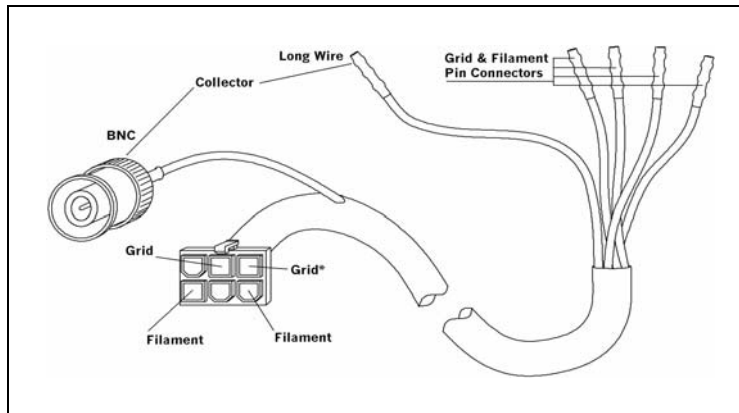 Long Wire
Grid & Filament
Pin Connectors
Collector
BNC
Grid
Grid*
Filament
Filament